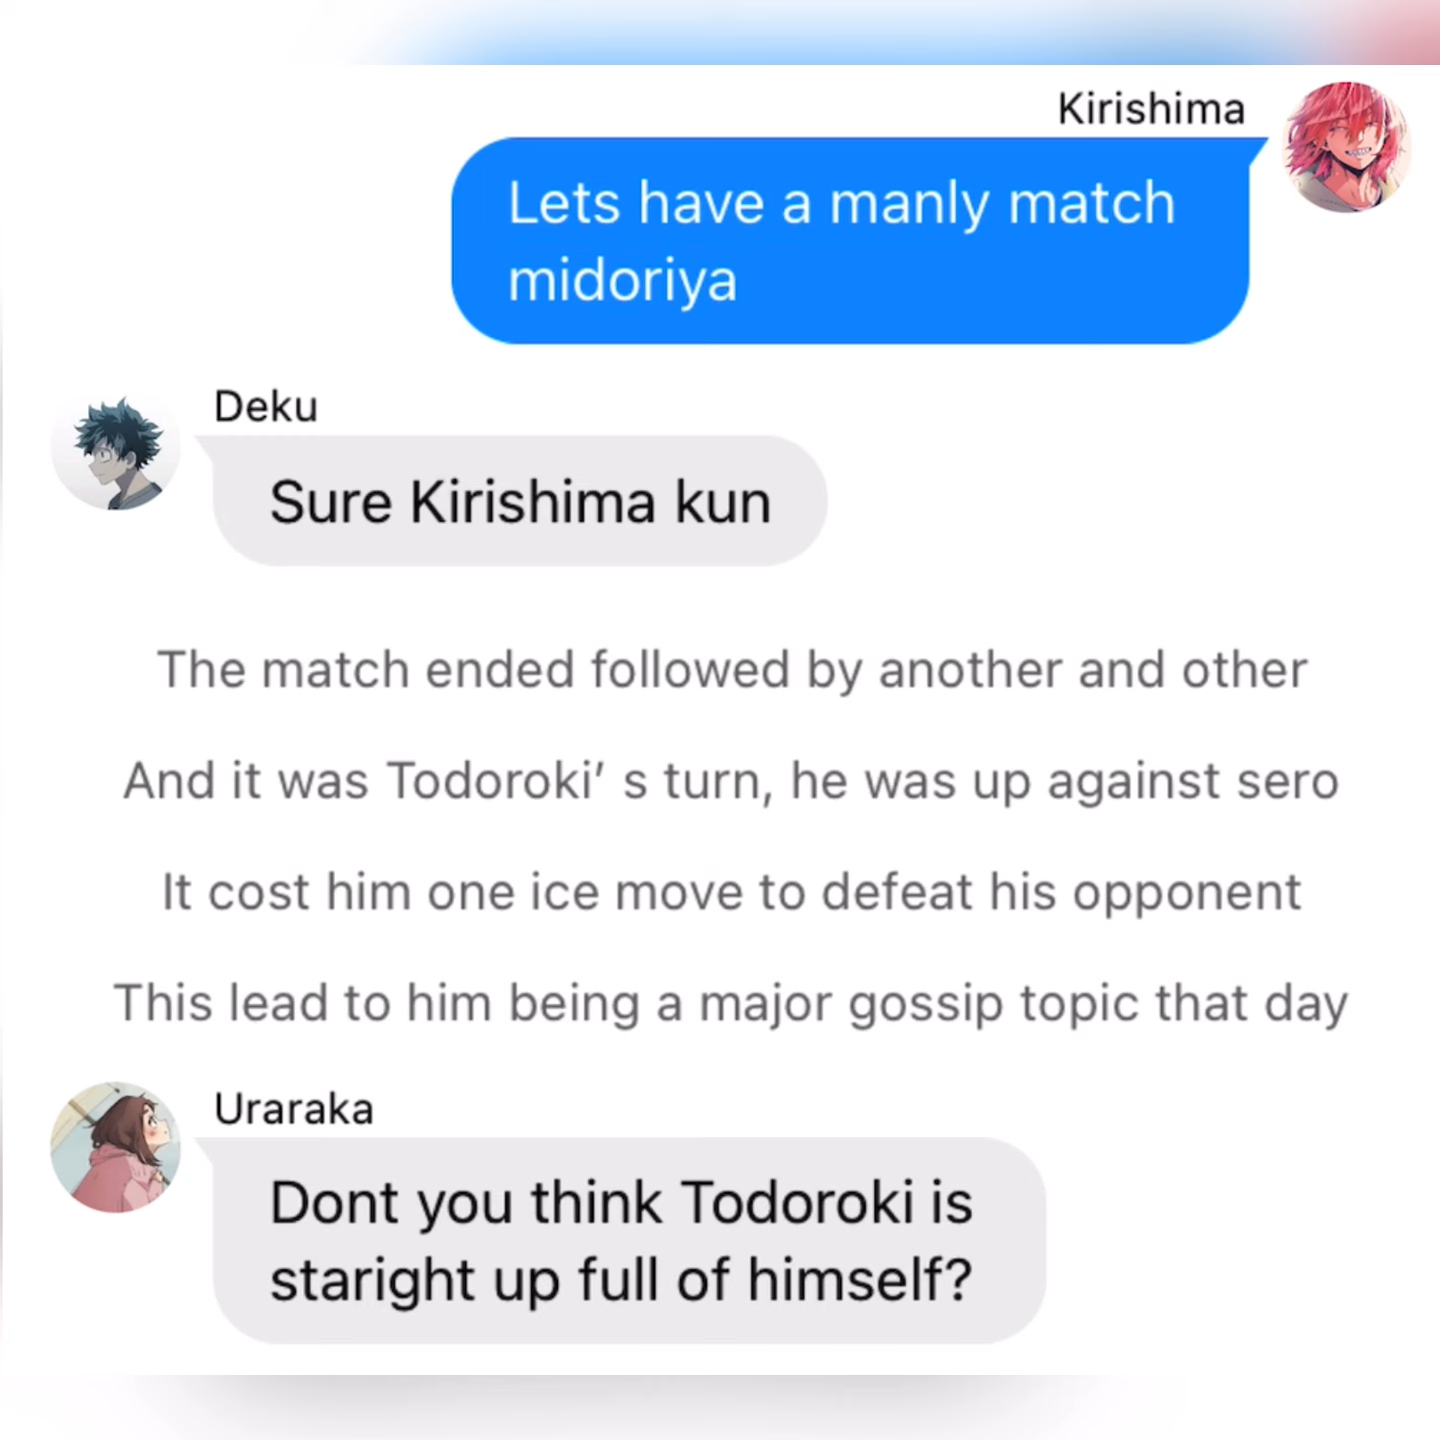 Kirishima
Lets have a manly match
midoriya
Deku
Sure Kirishima kun
The match ended followed by another and other
And it was Todoroki’ s turn, he was up against sero
It cost him one ice move to defeat his opponent
This lead to him being a major gossip topic that day
Uraraka
Dont you think Todoroki is
staright up full of himself?